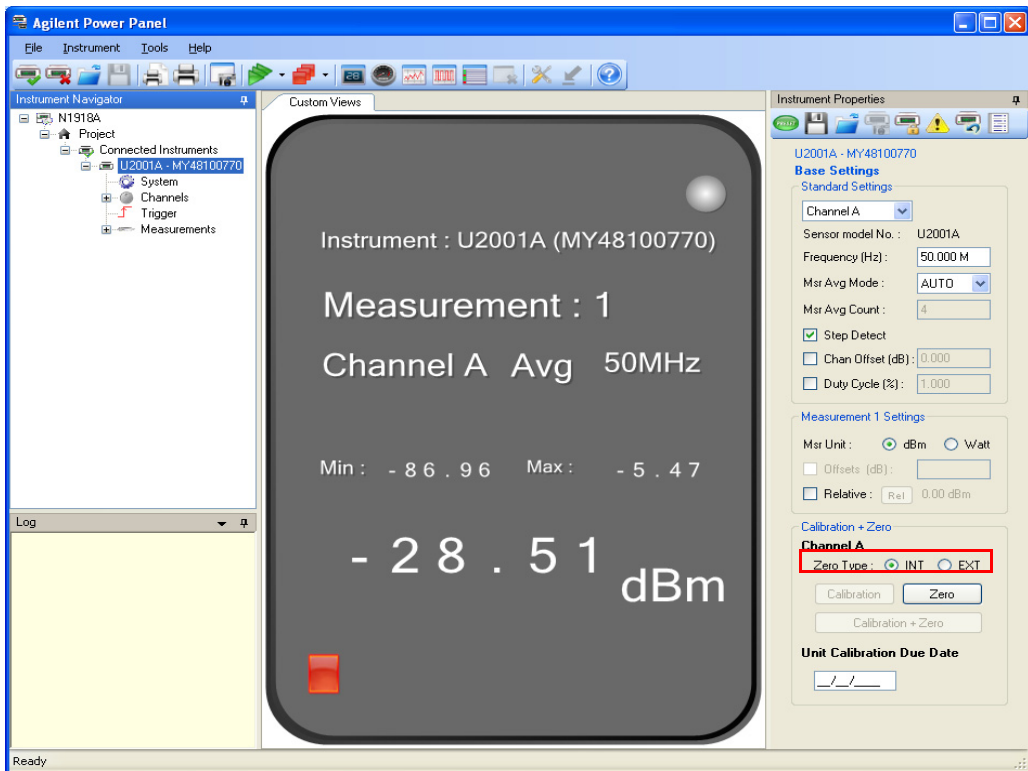 Agilent Power Panel
File Instrument Tools Help
Instrument Navigator
N1918A
Project
Connected Instruments
U2001A - MY48100770
System
Channels
Trigger
Measurements
Log
Custom Views
Instrument : U2001A (MY48100770)
Measurement : 1
Channel A Avg 50MHz
Min : - 86.96 Max : - 5.47
- 28.51 dBm
Instrument Properties
PRESET
U2001A - MY48100770
Base Settings
Standard Settings
Channel A
Sensor model No. : U2001A
Frequency (Hz) : 50.000 M
Msr Avg Mode : AUTO
Msr Avg Count : 4
Step Detect
Chan Offset (dB) : 0.000
Duty Cycle (%) : 1.000
Measurement 1 Settings
Msr Unit : dBm Watt
Offsets (dB) :
Relative : Rel 0.00 dBm
Calibration + Zero
Channel A
Zero Type : INT EXT
Calibration Zero
Calibration + Zero
Unit Calibration Due Date
__/__/____
Ready